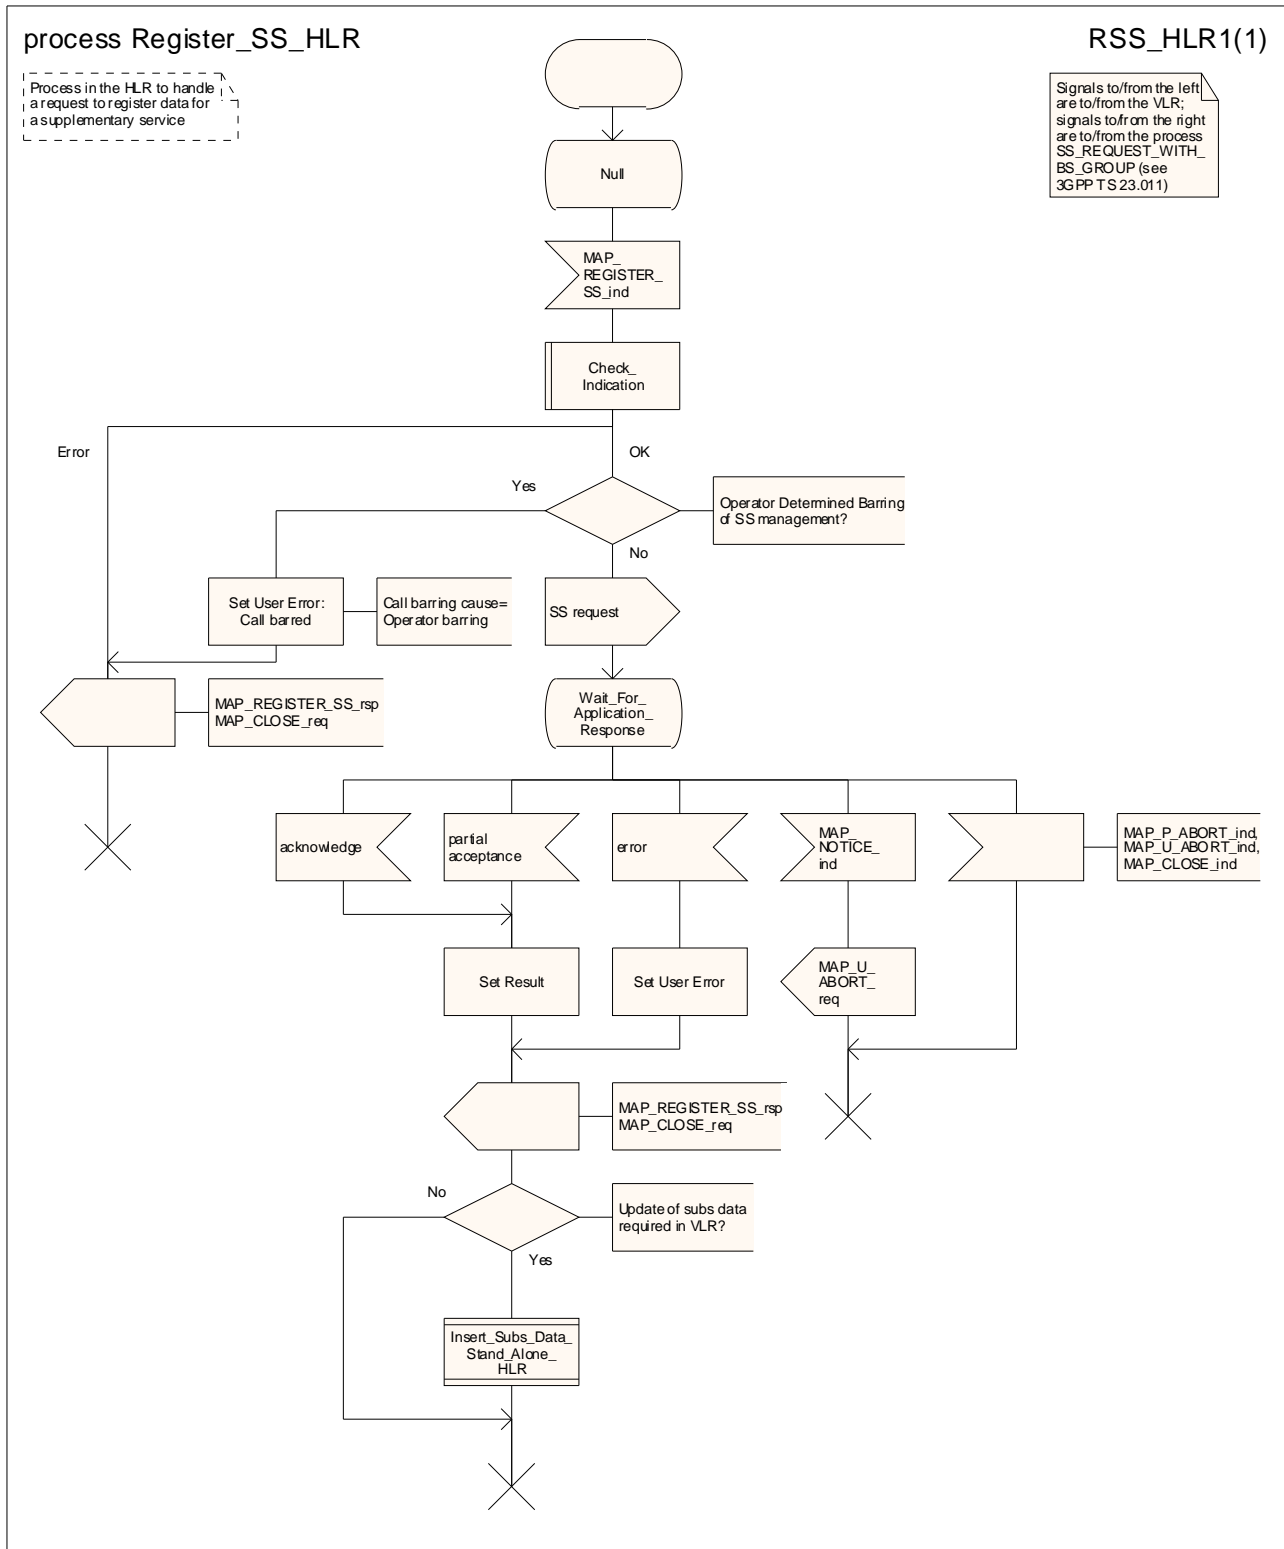 process Register_SS_HLR
RSS_HLR1(1)
Process in the HLR to handle
a request to register data for
a supplementary service
Signals to/from the left
are to/from the VLR;
signals to/from the right
are to/from the process
SS_REQUEST_WITH_
BS_GROUP (see
3GPP TS 23.011)
Null
MAP_
REGISTER_
SS_ind
Check_
Indication
Error
OK
Yes
Operator Determined Barring
of SS management?
No
Set User Error:
Call barred
Call barring cause=
Operator barring
SS request
MAP_REGISTER_SS_rsp
MAP_CLOSE_req
Wait_For_
Application_
Response
acknowledge
partial
acceptance
error
MAP_
NOTICE_
ind
MAP_P_ABORT_ind,
MAP_U_ABORT_ind,
MAP_CLOSE_ind
Set Result
Set User Error
MAP_U_
ABORT_
req
MAP_REGISTER_SS_rsp
MAP_CLOSE_req
No
Update of subs data
required in VLR?
Yes
Insert_Subs_Data_
Stand_Alone_
HLR